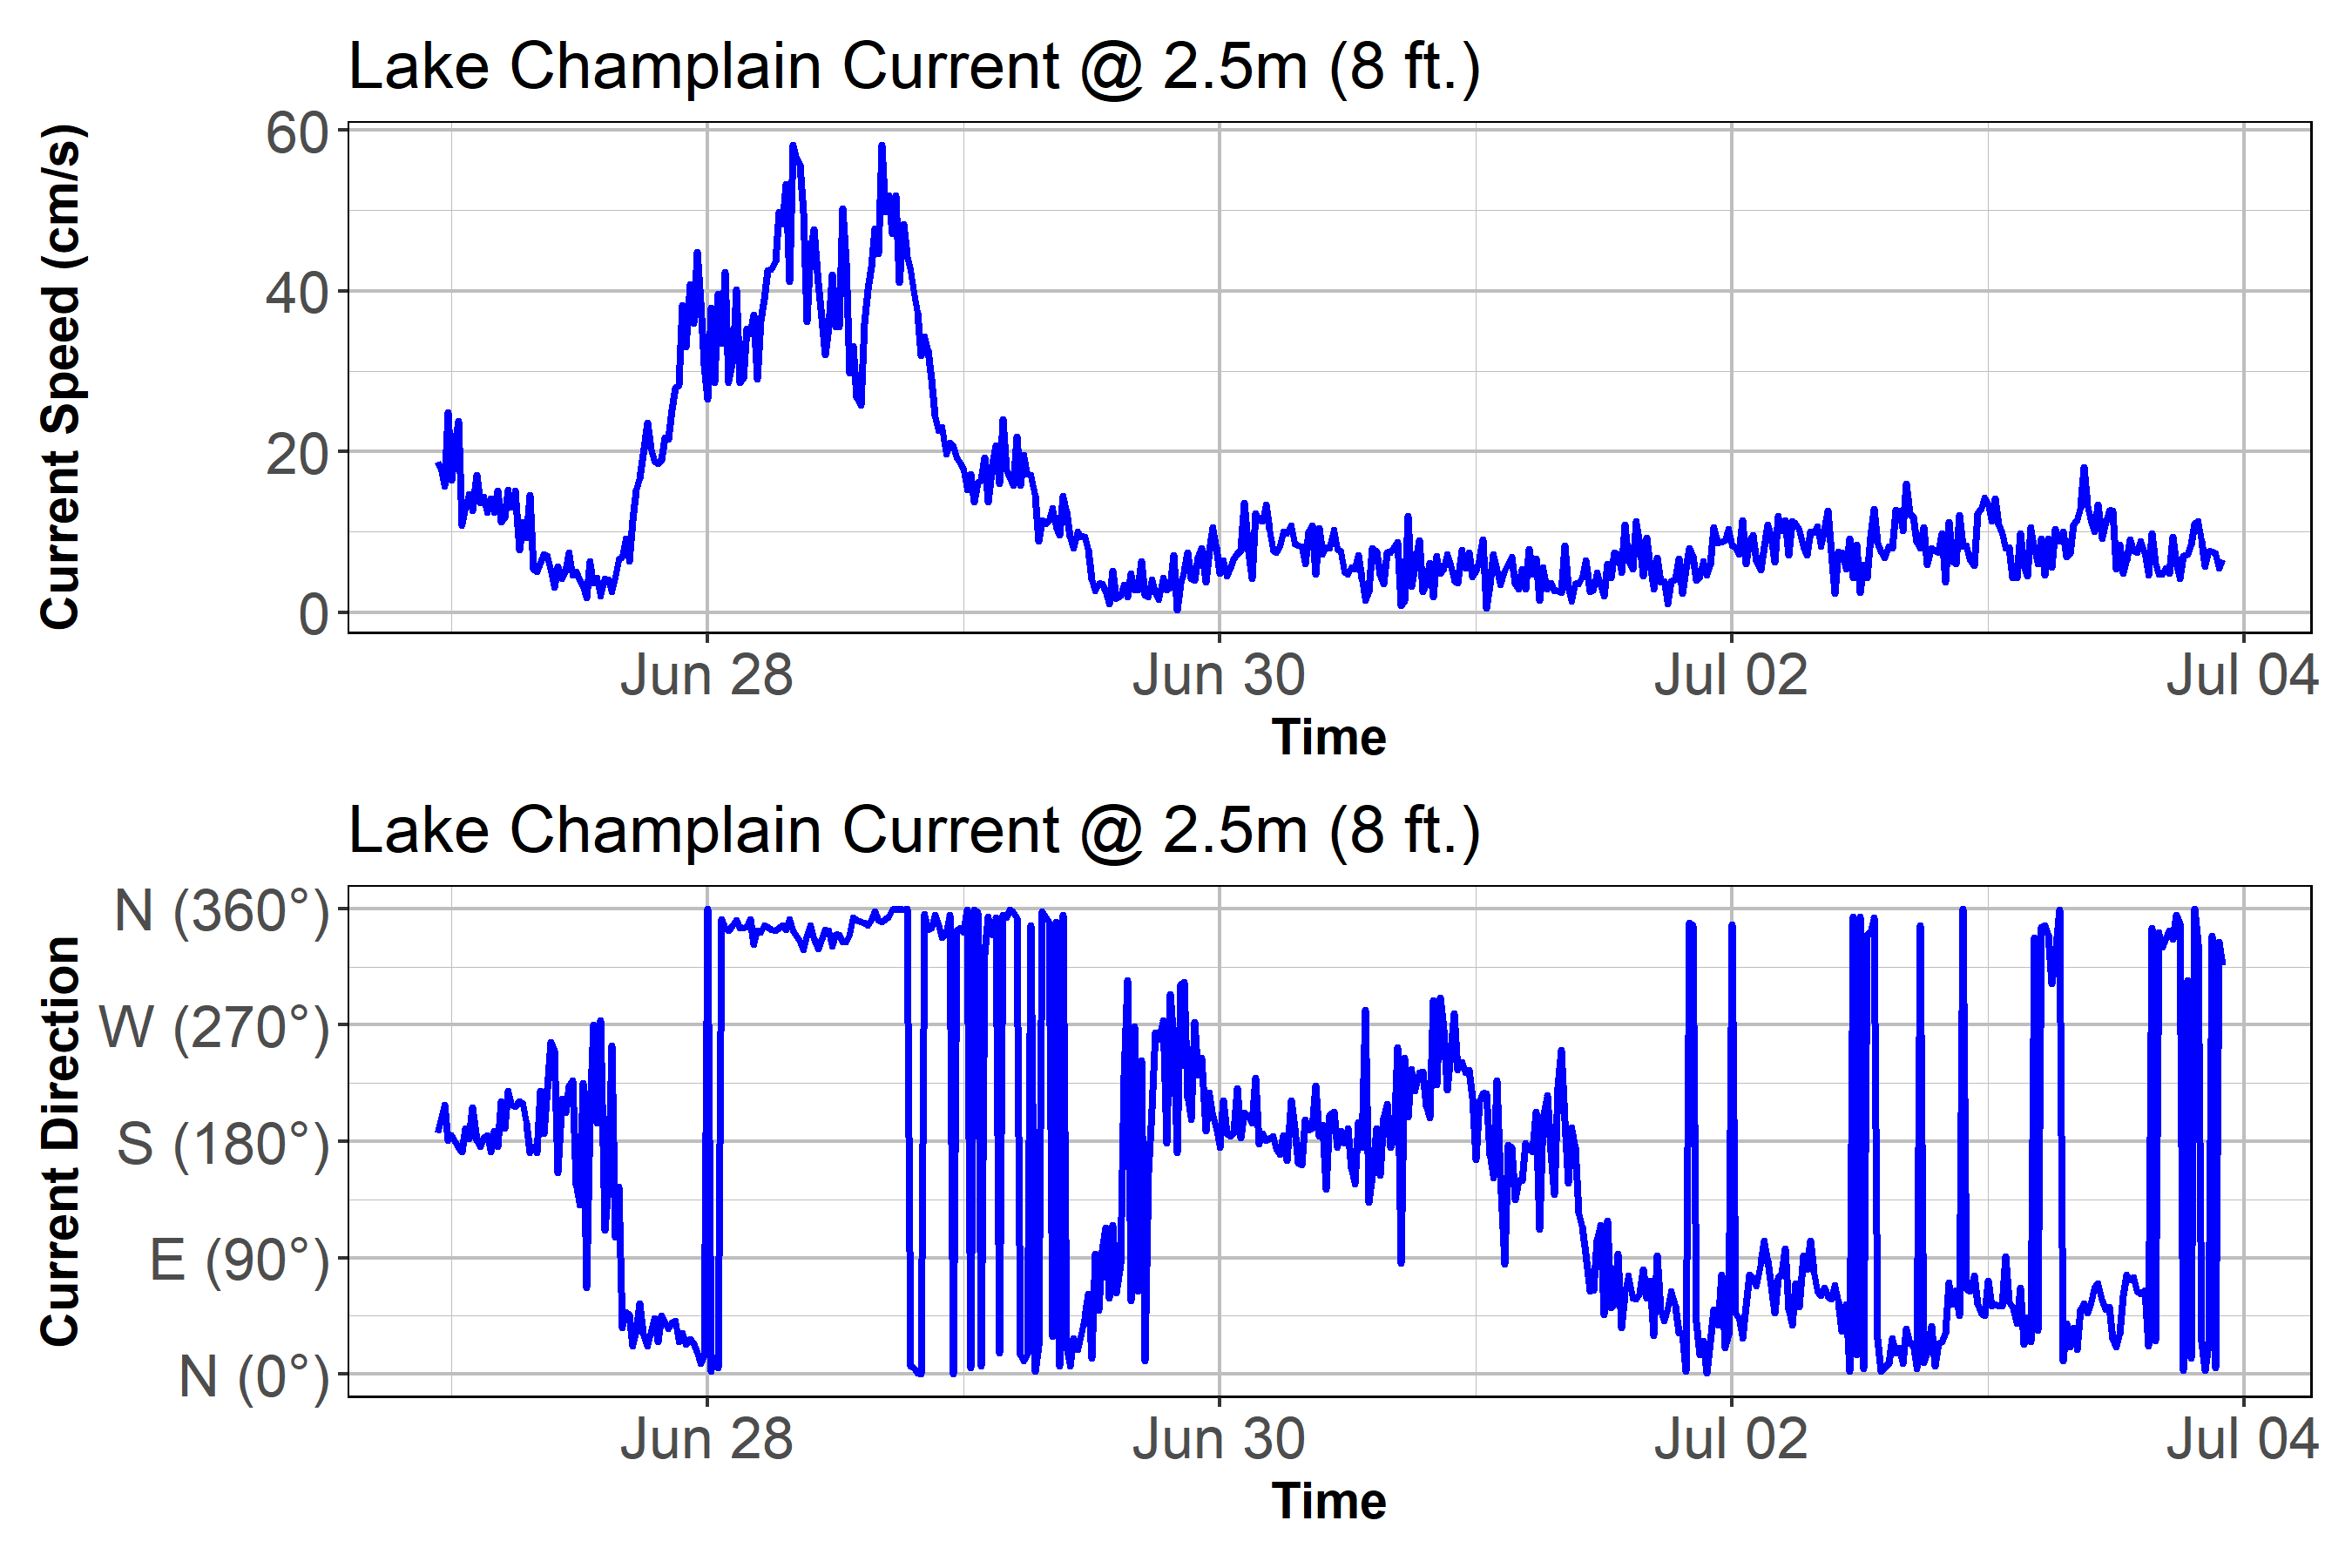 Lake Champlain Current @ 2.5m (8 ft.)
Current Speed (cm/s)
60
40
20
0
Jun 28 Jun 30 Jul 02 Jul 04
Time
Lake Champlain Current @ 2.5m (8 ft.)
Current Direction
N (360°)
W (270°)
S (180°)
E (90°)
N (0°)
Jun 28 Jun 30 Jul 02 Jul 04
Time